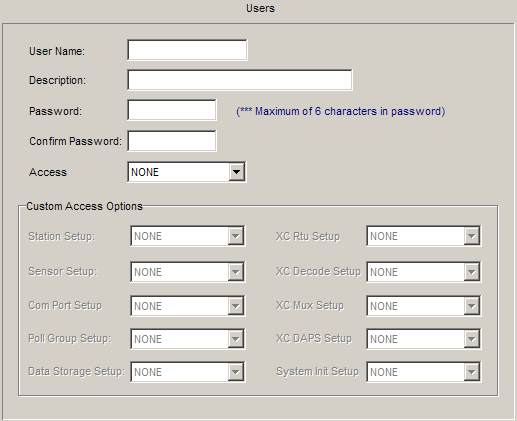 Users
User Name:
Description:
Password: (*** Maximum of 6 characters in password)
Confirm Password:
Access NONE
Custom Access Options
Station Setup: NONE XC Rtu Setup NONE
Sensor Setup: NONE XC Decode Setup NONE
Com Port Setup NONE XC Mux Setup NONE
Poll Group Setup: NONE XC DAPS Setup NONE
Data Storage Setup: NONE System Init Setup NONE